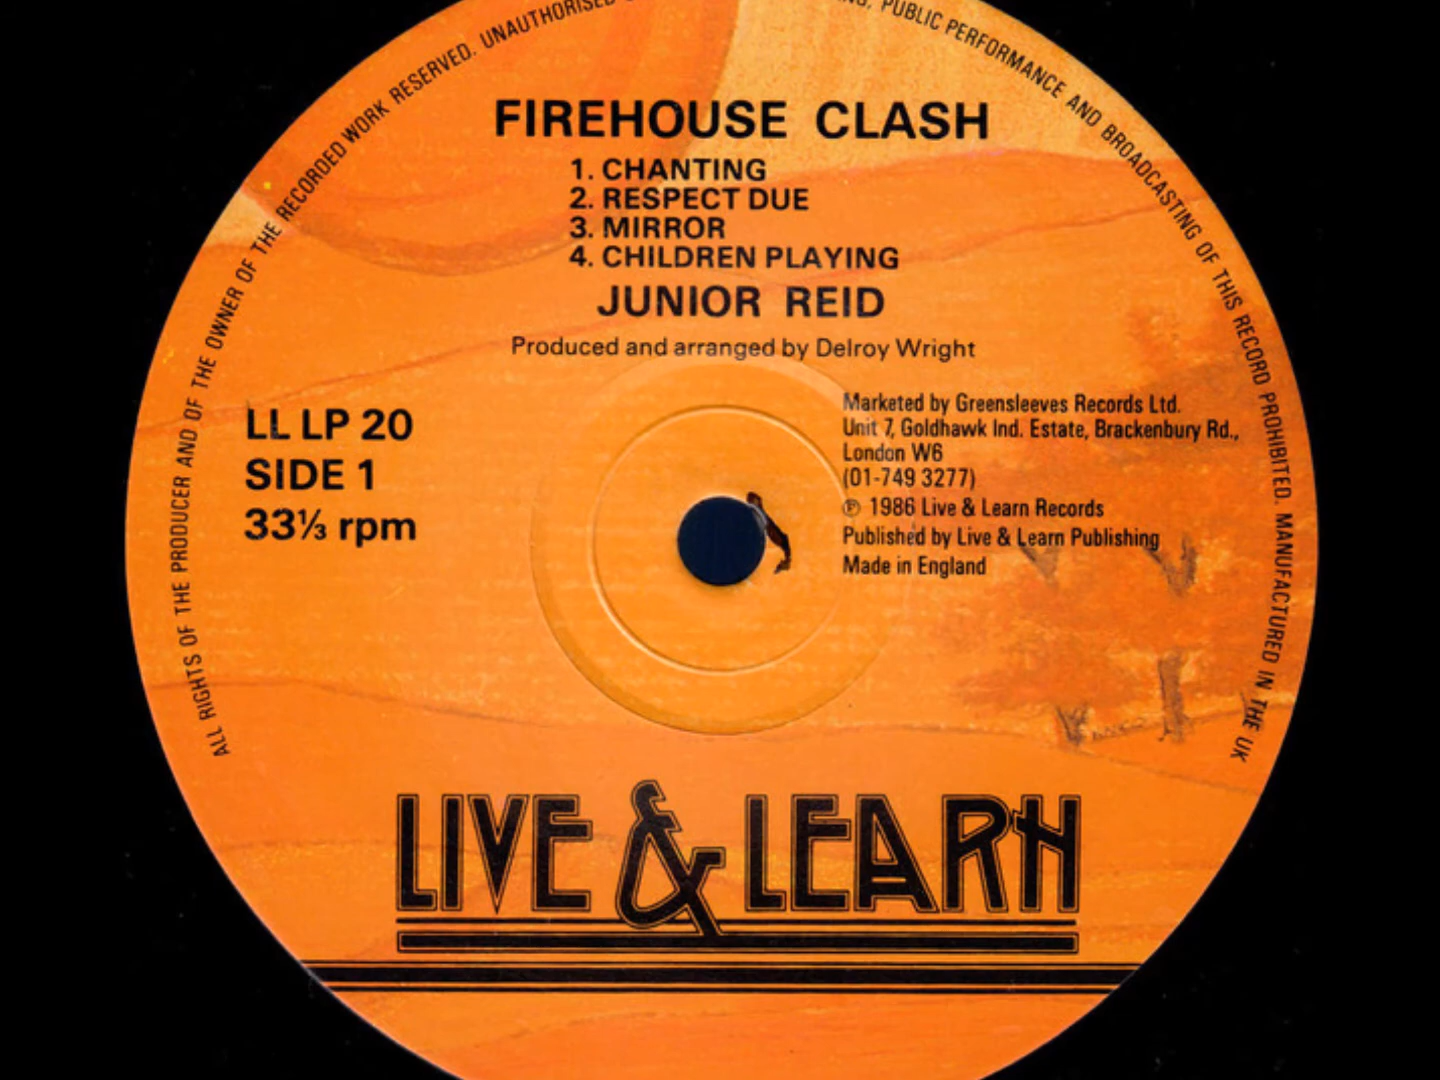 ALL RIGHTS OF THE PRODUCER AND OF THE OWNER OF THE RECORDED WORK RESERVED. UNAUTHORISED
PUBLIC PERFORMANCE AND BROADCASTING OF THIS RECORD PROHIBITED. MANUFACTURED IN THE UK
FIREHOUSE CLASH
1. CHANTING
2. RESPECT DUE
3. MIRROR
4. CHILDREN PLAYING
JUNIOR REID
Produced and arranged by Delroy Wright
LL LP 20
SIDE 1
33⅓ rpm
Marketed by Greensleeves Records Ltd.
Unit 7, Goldhawk Ind. Estate, Brackenbury Rd.,
London W6
(01-749 3277)
℗ 1986 Live & Learn Records
Published by Live & Learn Publishing
Made in England
LIVE & LEARN